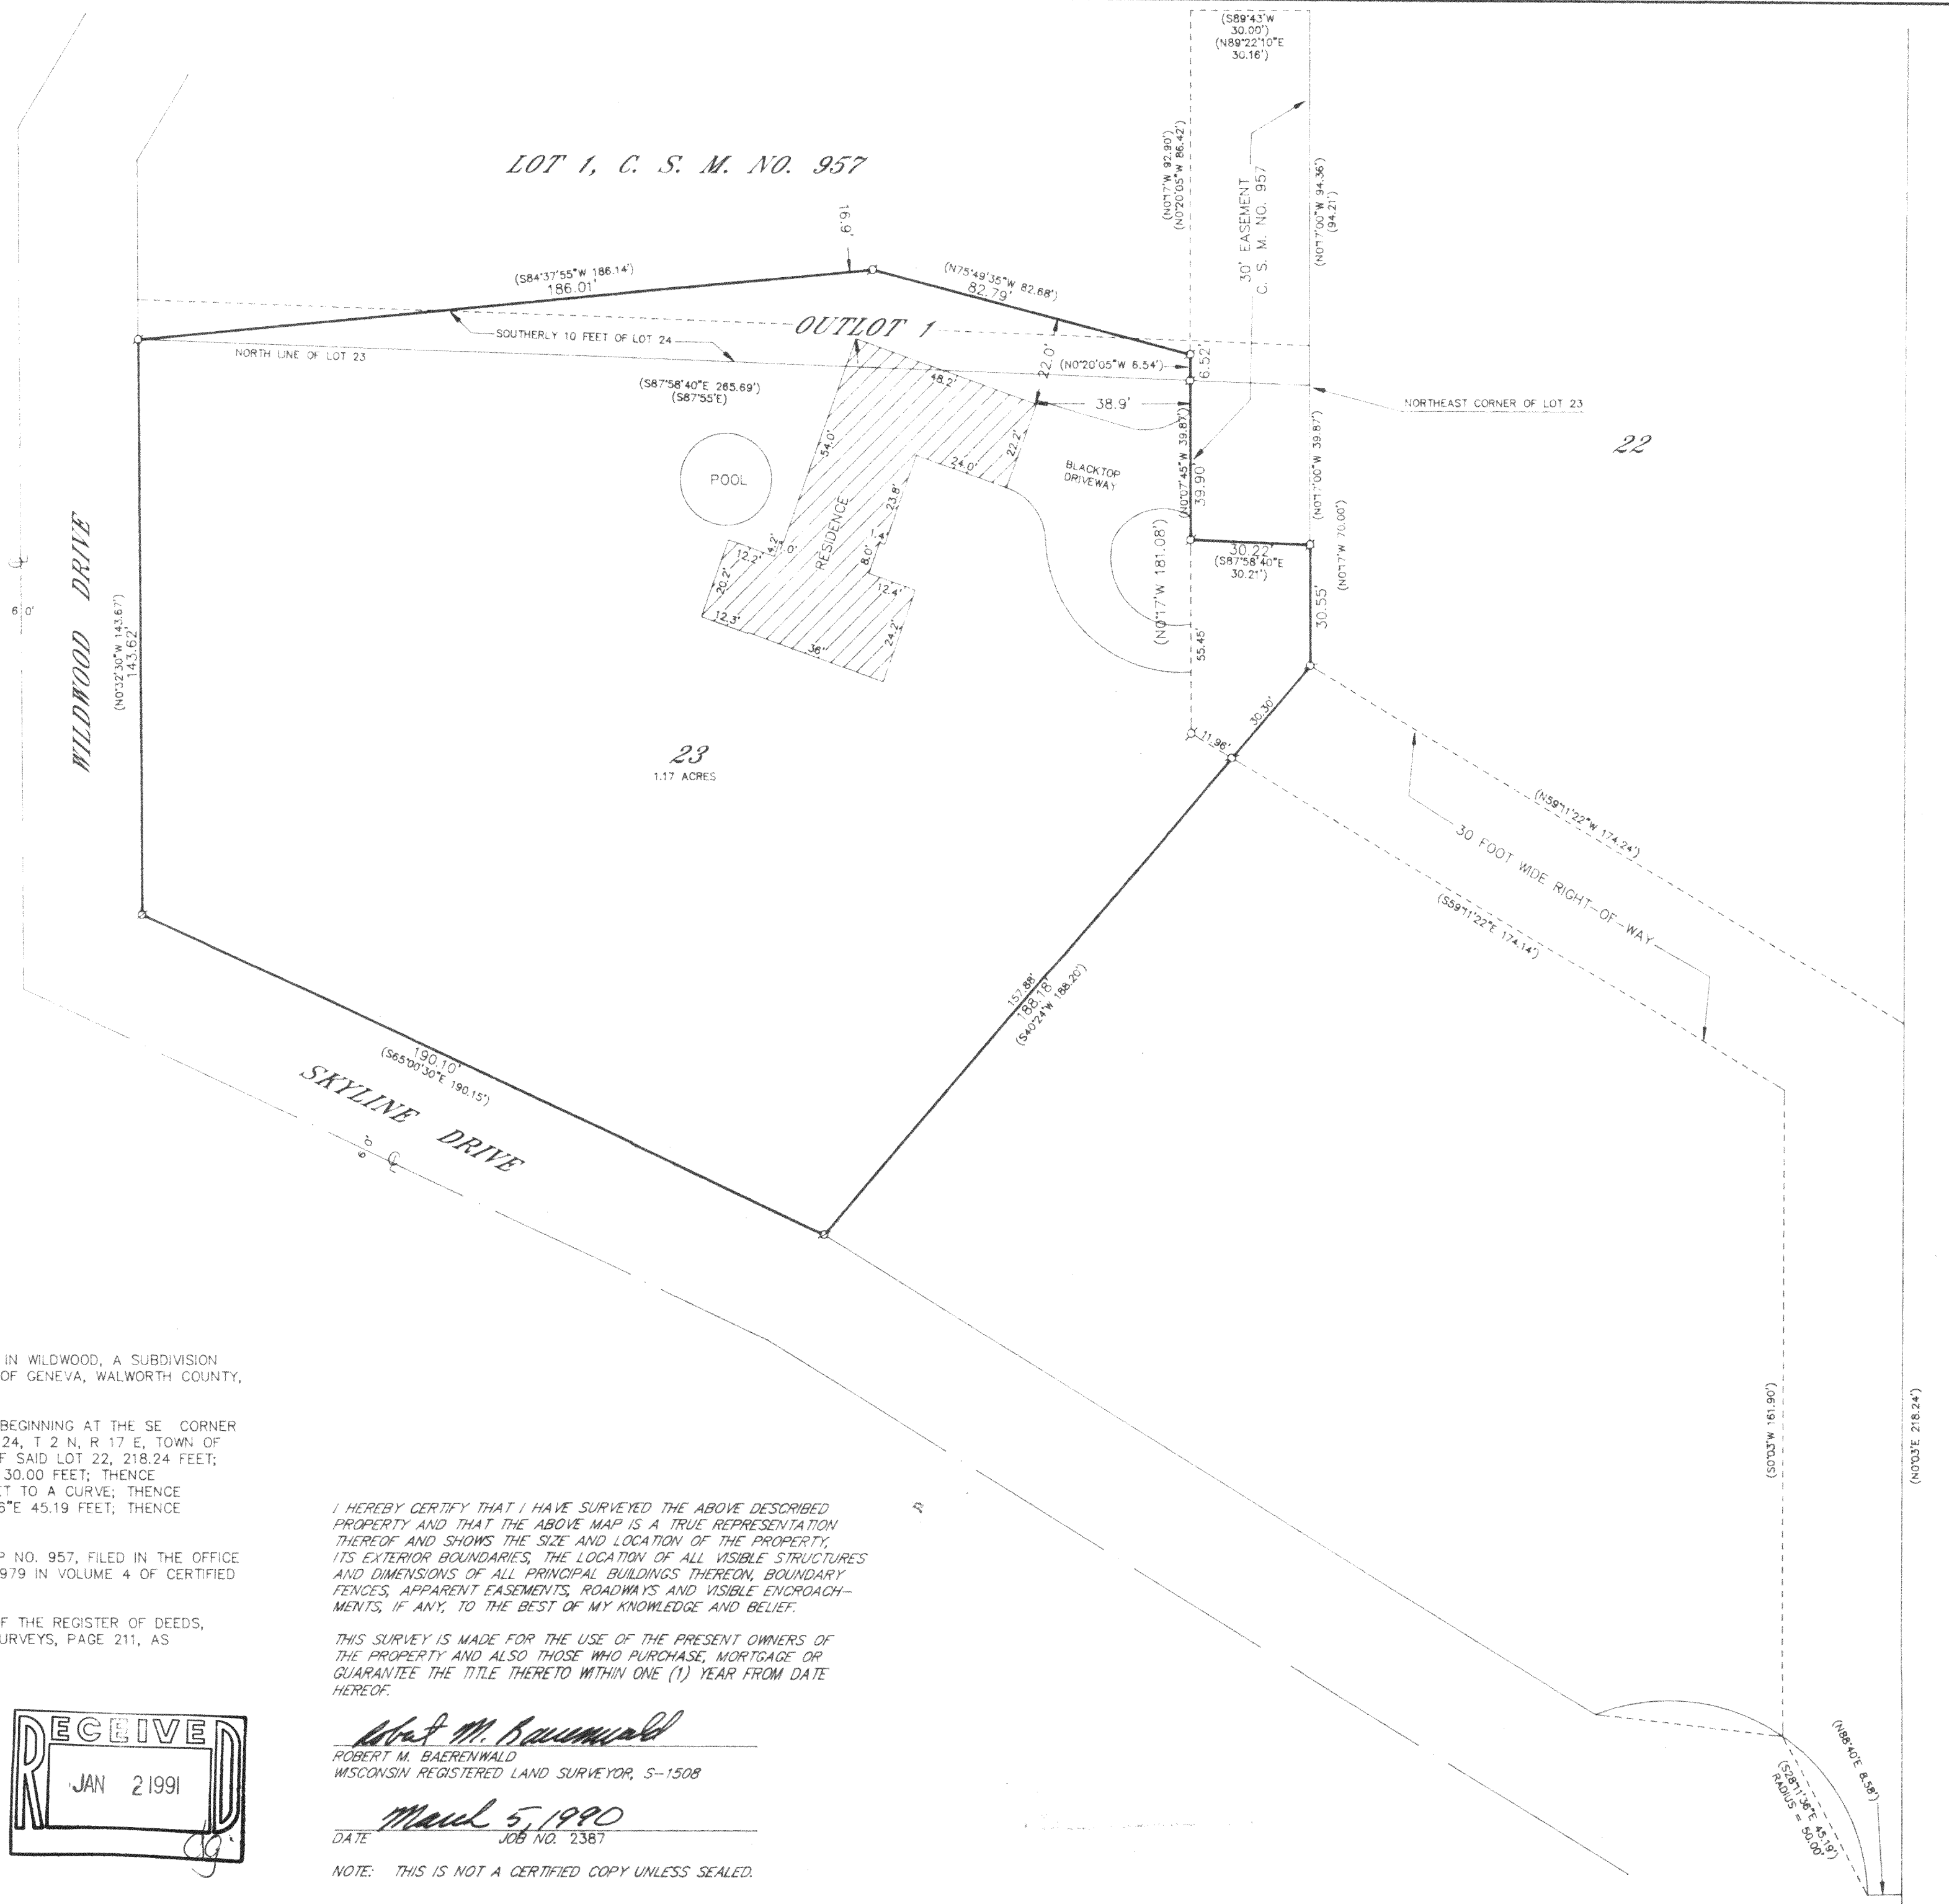 (S89°43'W
30.00')
(N89°22'10"E
30.16')
LOT 1, C. S. M. NO. 957
(N0°17'W 92.90')
(N0°20'05"W 86.42')
30' EASEMENT
C. S. M. NO. 957
(N0°17'00"W 94.36')
(94.21')
16.9'
(S84°37'55"W 186.14')
186.01'
(N75°49'35"W 82.68')
82.79'
OUTLOT 1
SOUTHERLY 10 FEET OF LOT 24
NORTH LINE OF LOT 23
(S87°58'40"E 265.69')
(S87°55'E)
22.0'
(N0°20'05"W 6.54')
6.52'
48.2'
38.9'
NORTHEAST CORNER OF LOT 23
22
54.0'
22.2'
24.0'
BLACKTOP
DRIVEWAY
(N0°07'45"W 39.87')
39.90'
(N0°17'00"W 39.87')
POOL
RESIDENCE
23.8'
8.0'
12.2'
4.2'
20.2'
12.3'
12.4'
24.2'
36'
(N0°17'W 181.08')
30.22'
(S87°58'40"E
30.21')
(N0°17'W 70.00')
30.55'
55.45'
WILDWOOD DRIVE
60'
(N0°32'30"W 143.67')
143.62'
30.30'
11.96'
23
1.17 ACRES
(N59°11'22"W 174.24')
30 FOOT WIDE RIGHT-OF-WAY
(S59°11'22"E 174.14')
157.88'
188.18'
(S40°24'W 188.20')
190.10'
(S65°00'30"E 190.15')
SKYLINE DRIVE
60'
(S0°03'W 161.90')
(N0°03'E 218.24')
(N88°40'E 8.58')
(S28°11'36"E 45.19')
RADIUS = 50.00'
IN WILDWOOD, A SUBDIVISION
OF GENEVA, WALWORTH COUNTY,
BEGINNING AT THE SE CORNER
24, T 2 N, R 17 E, TOWN OF
F SAID LOT 22, 218.24 FEET;
30.00 FEET; THENCE
ET TO A CURVE; THENCE
6"E 45.19 FEET; THENCE
P NO. 957, FILED IN THE OFFICE
979 IN VOLUME 4 OF CERTIFIED
F THE REGISTER OF DEEDS,
URVEYS, PAGE 211, AS
RECEIVED
JAN 2 1991
I HEREBY CERTIFY THAT I HAVE SURVEYED THE ABOVE DESCRIBED
PROPERTY AND THAT THE ABOVE MAP IS A TRUE REPRESENTATION
THEREOF AND SHOWS THE SIZE AND LOCATION OF THE PROPERTY,
ITS EXTERIOR BOUNDARIES, THE LOCATION OF ALL VISIBLE STRUCTURES
AND DIMENSIONS OF ALL PRINCIPAL BUILDINGS THEREON, BOUNDARY
FENCES, APPARENT EASEMENTS, ROADWAYS AND VISIBLE ENCROACH-
MENTS, IF ANY, TO THE BEST OF MY KNOWLEDGE AND BELIEF.
THIS SURVEY IS MADE FOR THE USE OF THE PRESENT OWNERS OF
THE PROPERTY AND ALSO THOSE WHO PURCHASE, MORTGAGE OR
GUARANTEE THE TITLE THERETO WITHIN ONE (1) YEAR FROM DATE
HEREOF.
Robert M. Baerenwald
ROBERT M. BAERENWALD
WISCONSIN REGISTERED LAND SURVEYOR, S-1508
March 5, 1990
DATE JOB NO. 2387
NOTE: THIS IS NOT A CERTIFIED COPY UNLESS SEALED.